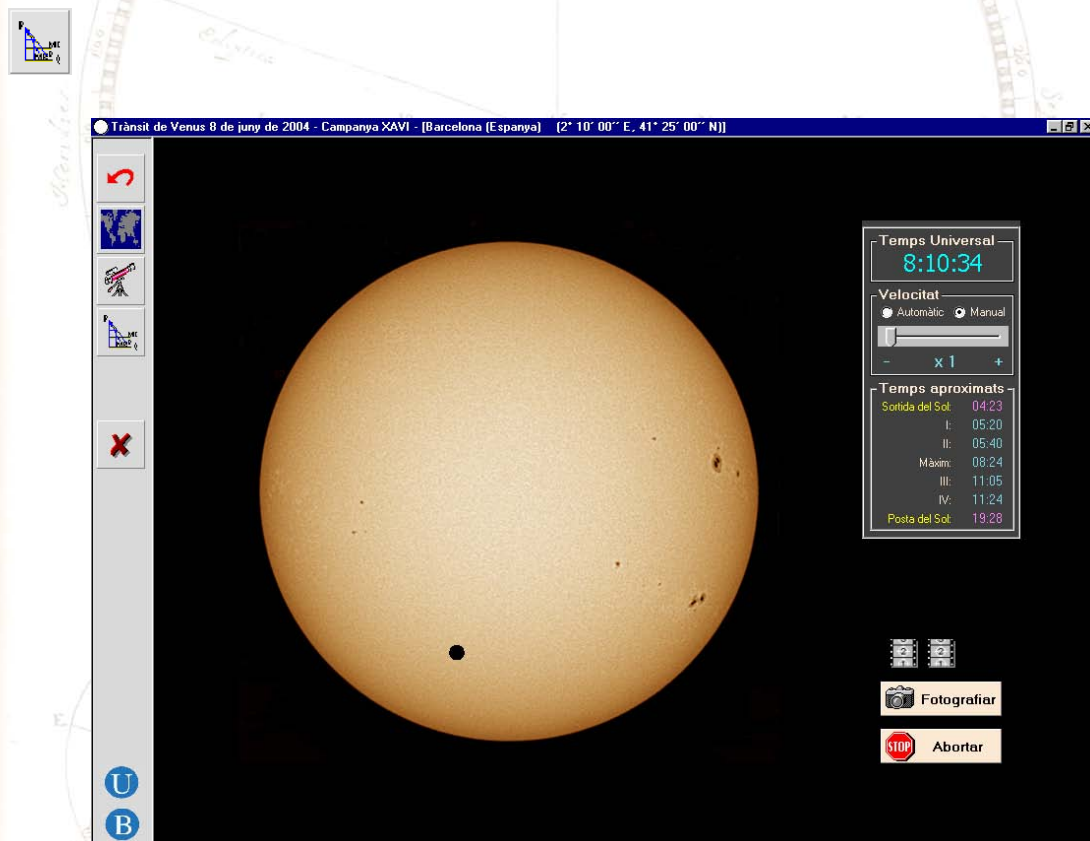 Trànsit de Venus 8 de juny de 2004 - Campanya XAVI - [Barcelona (Espanya) (2° 10' 00'' E, 41° 25' 00'' N)]
Temps Universal
8:10:34
Velocitat
Automàtic Manual
- x 1 +
Temps aproximats
Sortida del Sol: 04:23
I: 05:20
II: 05:40
Màxim: 08:24
III: 11:05
IV: 11:24
Posta del Sol: 19:28
2 2
Fotografiar
STOP Abortar
U
B